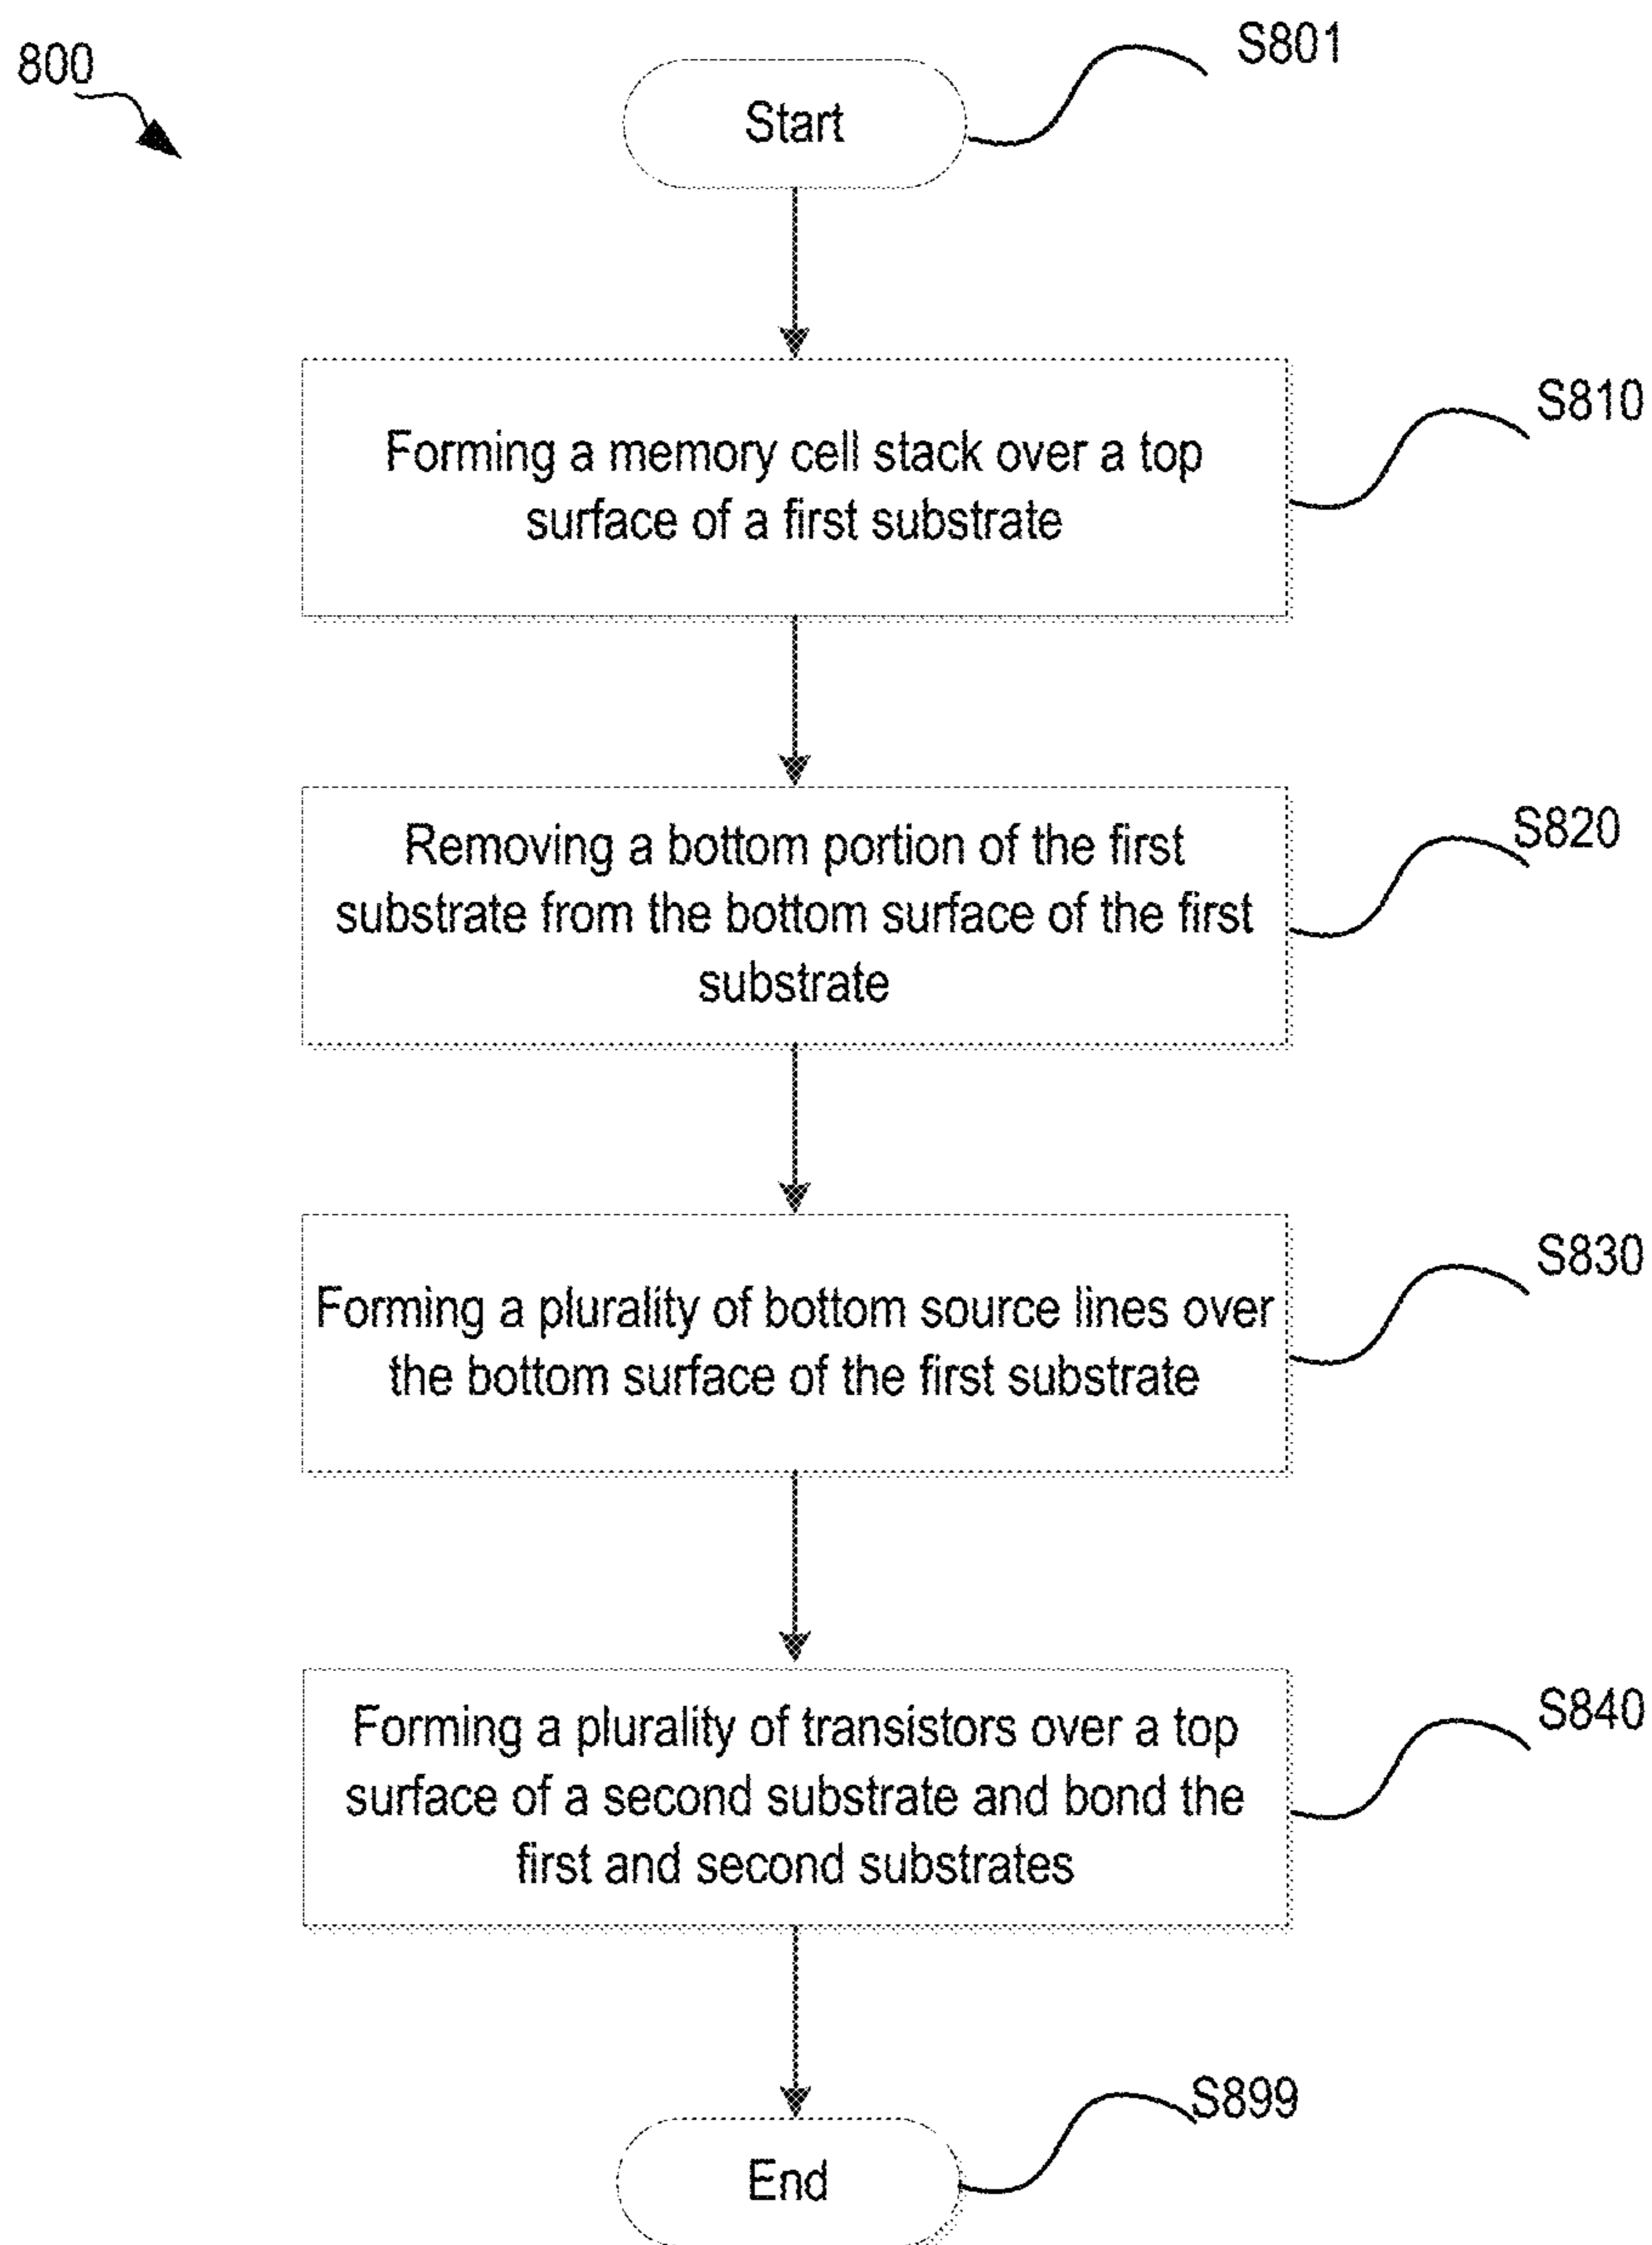 800
S801
Start
S810
Forming a memory cell stack over a top
surface of a first substrate
S820
Removing a bottom portion of the first
substrate from the bottom surface of the first
substrate
S830
Forming a plurality of bottom source lines over
the bottom surface of the first substrate
S840
Forming a plurality of transistors over a top
surface of a second substrate and bond the
first and second substrates
S899
End